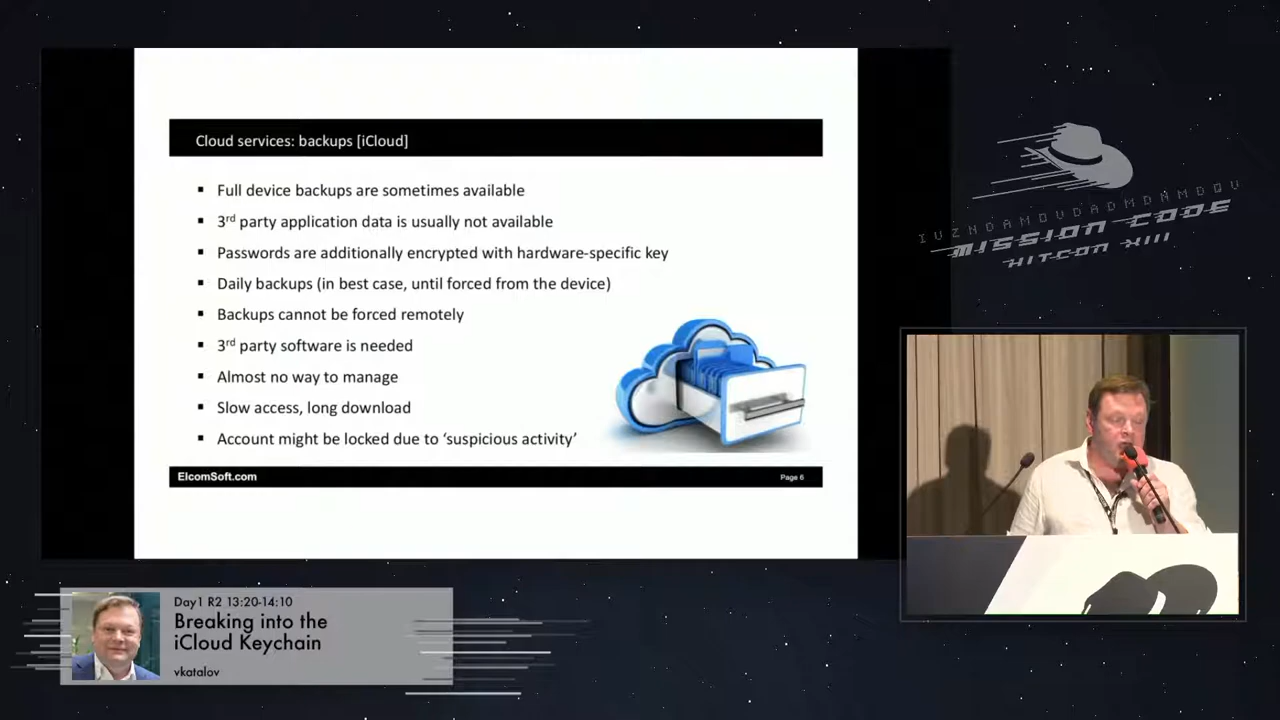 Cloud services: backups [iCloud]
▪ Full device backups are sometimes available
▪ 3rd party application data is usually not available
▪ Passwords are additionally encrypted with hardware-specific key
▪ Daily backups (in best case, until forced from the device)
▪ Backups cannot be forced remotely
▪ 3rd party software is needed
▪ Almost no way to manage
▪ Slow access, long download
▪ Account might be locked due to ‘suspicious activity’
ElcomSoft.com
Page 6
MISSION CODE
HITCON XIII
Day1 R2 13:20-14:10
Breaking into the
iCloud Keychain
vkatalov